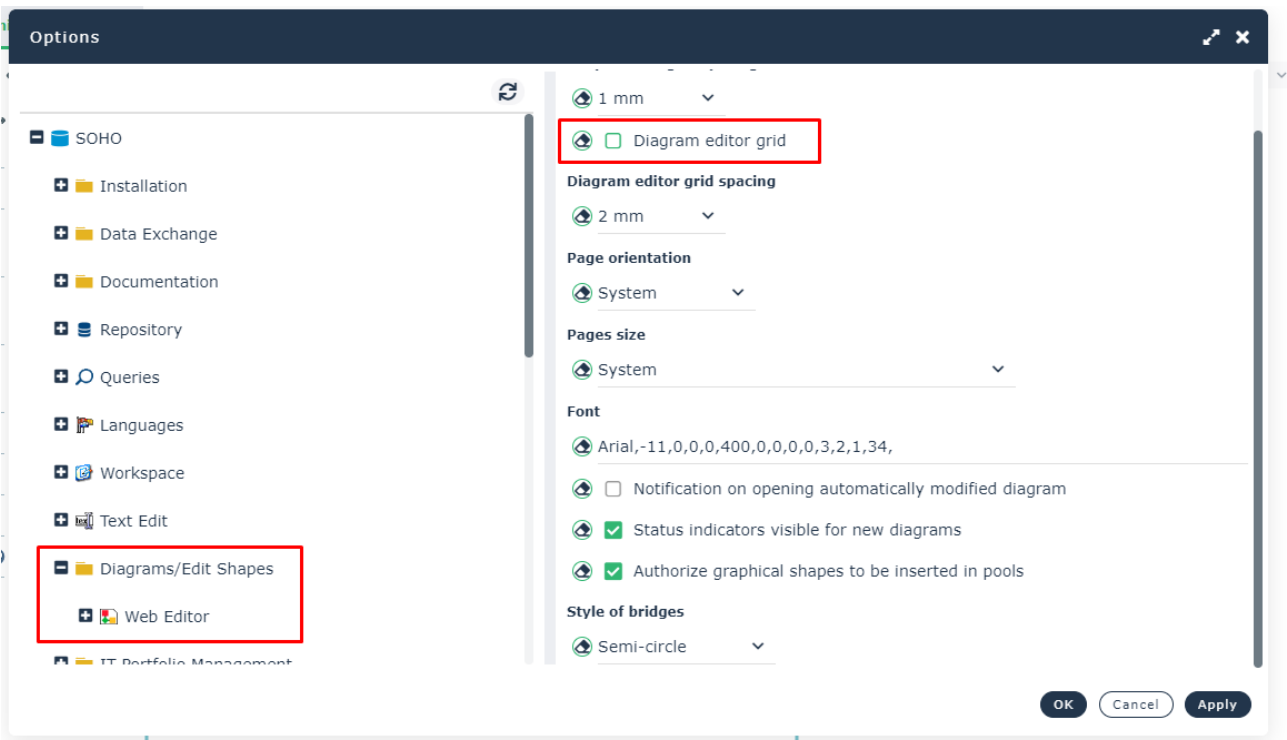 Options
SOHO
Installation
Data Exchange
Documentation
Repository
Queries
Languages
Workspace
Text Edit
Diagrams/Edit Shapes
Web Editor
IT Portfolio Management
1 mm
Diagram editor grid
Diagram editor grid spacing
2 mm
Page orientation
System
Pages size
System
Font
Arial,-11,0,0,0,400,0,0,0,0,3,2,1,34,
Notification on opening automatically modified diagram
Status indicators visible for new diagrams
Authorize graphical shapes to be inserted in pools
Style of bridges
Semi-circle
OK
Cancel
Apply